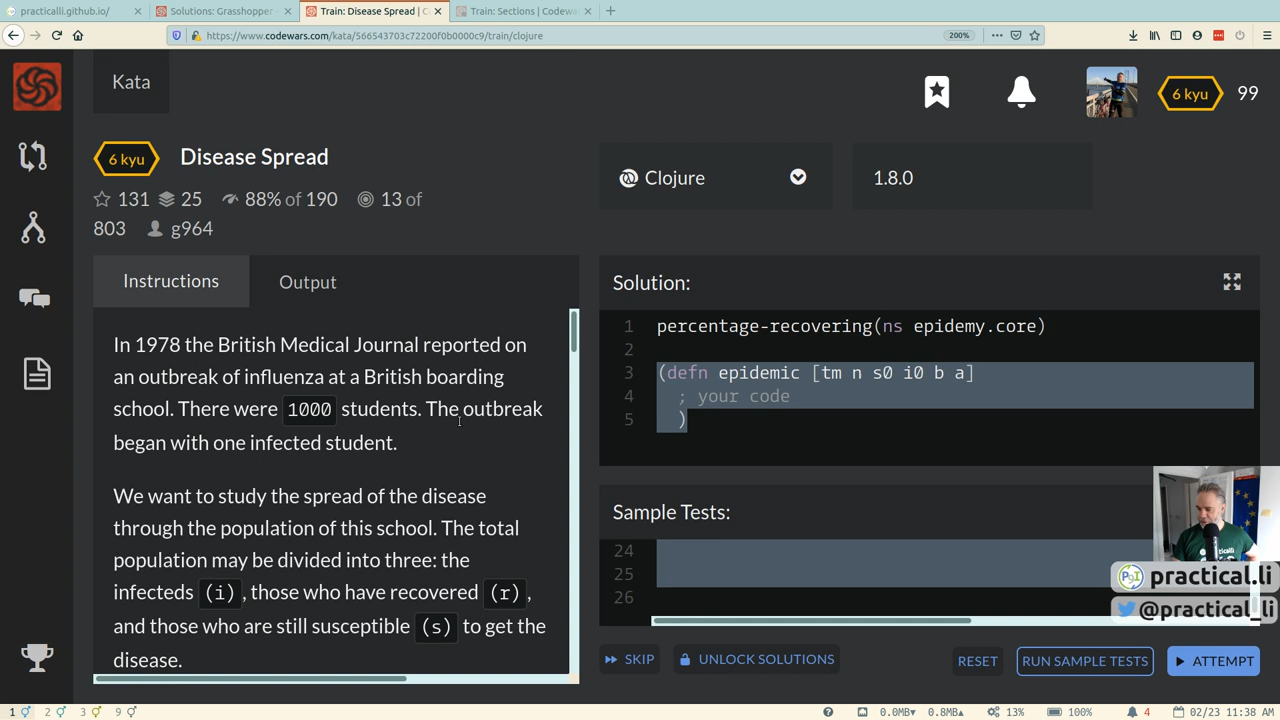 practicalli.github.io/
Solutions: Grasshopper -
Train: Disease Spread | C
Train: Sections | Codewa
https://www.codewars.com/kata/566543703c72200f0b0000c9/train/clojure
200%
Kata
6 kyu
99
6 kyu
Disease Spread
131
25
88% of 190
13 of
803
g964
Clojure
1.8.0
Instructions
Output
Solution:
In 1978 the British Medical Journal reported on
an outbreak of influenza at a British boarding
school. There were 1000 students. The outbreak
began with one infected student.
We want to study the spread of the disease
through the population of this school. The total
population may be divided into three: the
infecteds (i), those who have recovered (r),
and those who are still susceptible (s) to get the
disease.
1 percentage-recovering(ns epidemy.core)
2
3 (defn epidemic [tm n s0 i0 b a]
4 ; your code
5 )
Sample Tests:
24
25
26
practical.li
@practical_li
SKIP
UNLOCK SOLUTIONS
RESET
RUN SAMPLE TESTS
ATTEMPT
1 2 3 9
0.0MB 0.8MB 13% 100% 4 02/23 11:38 AM